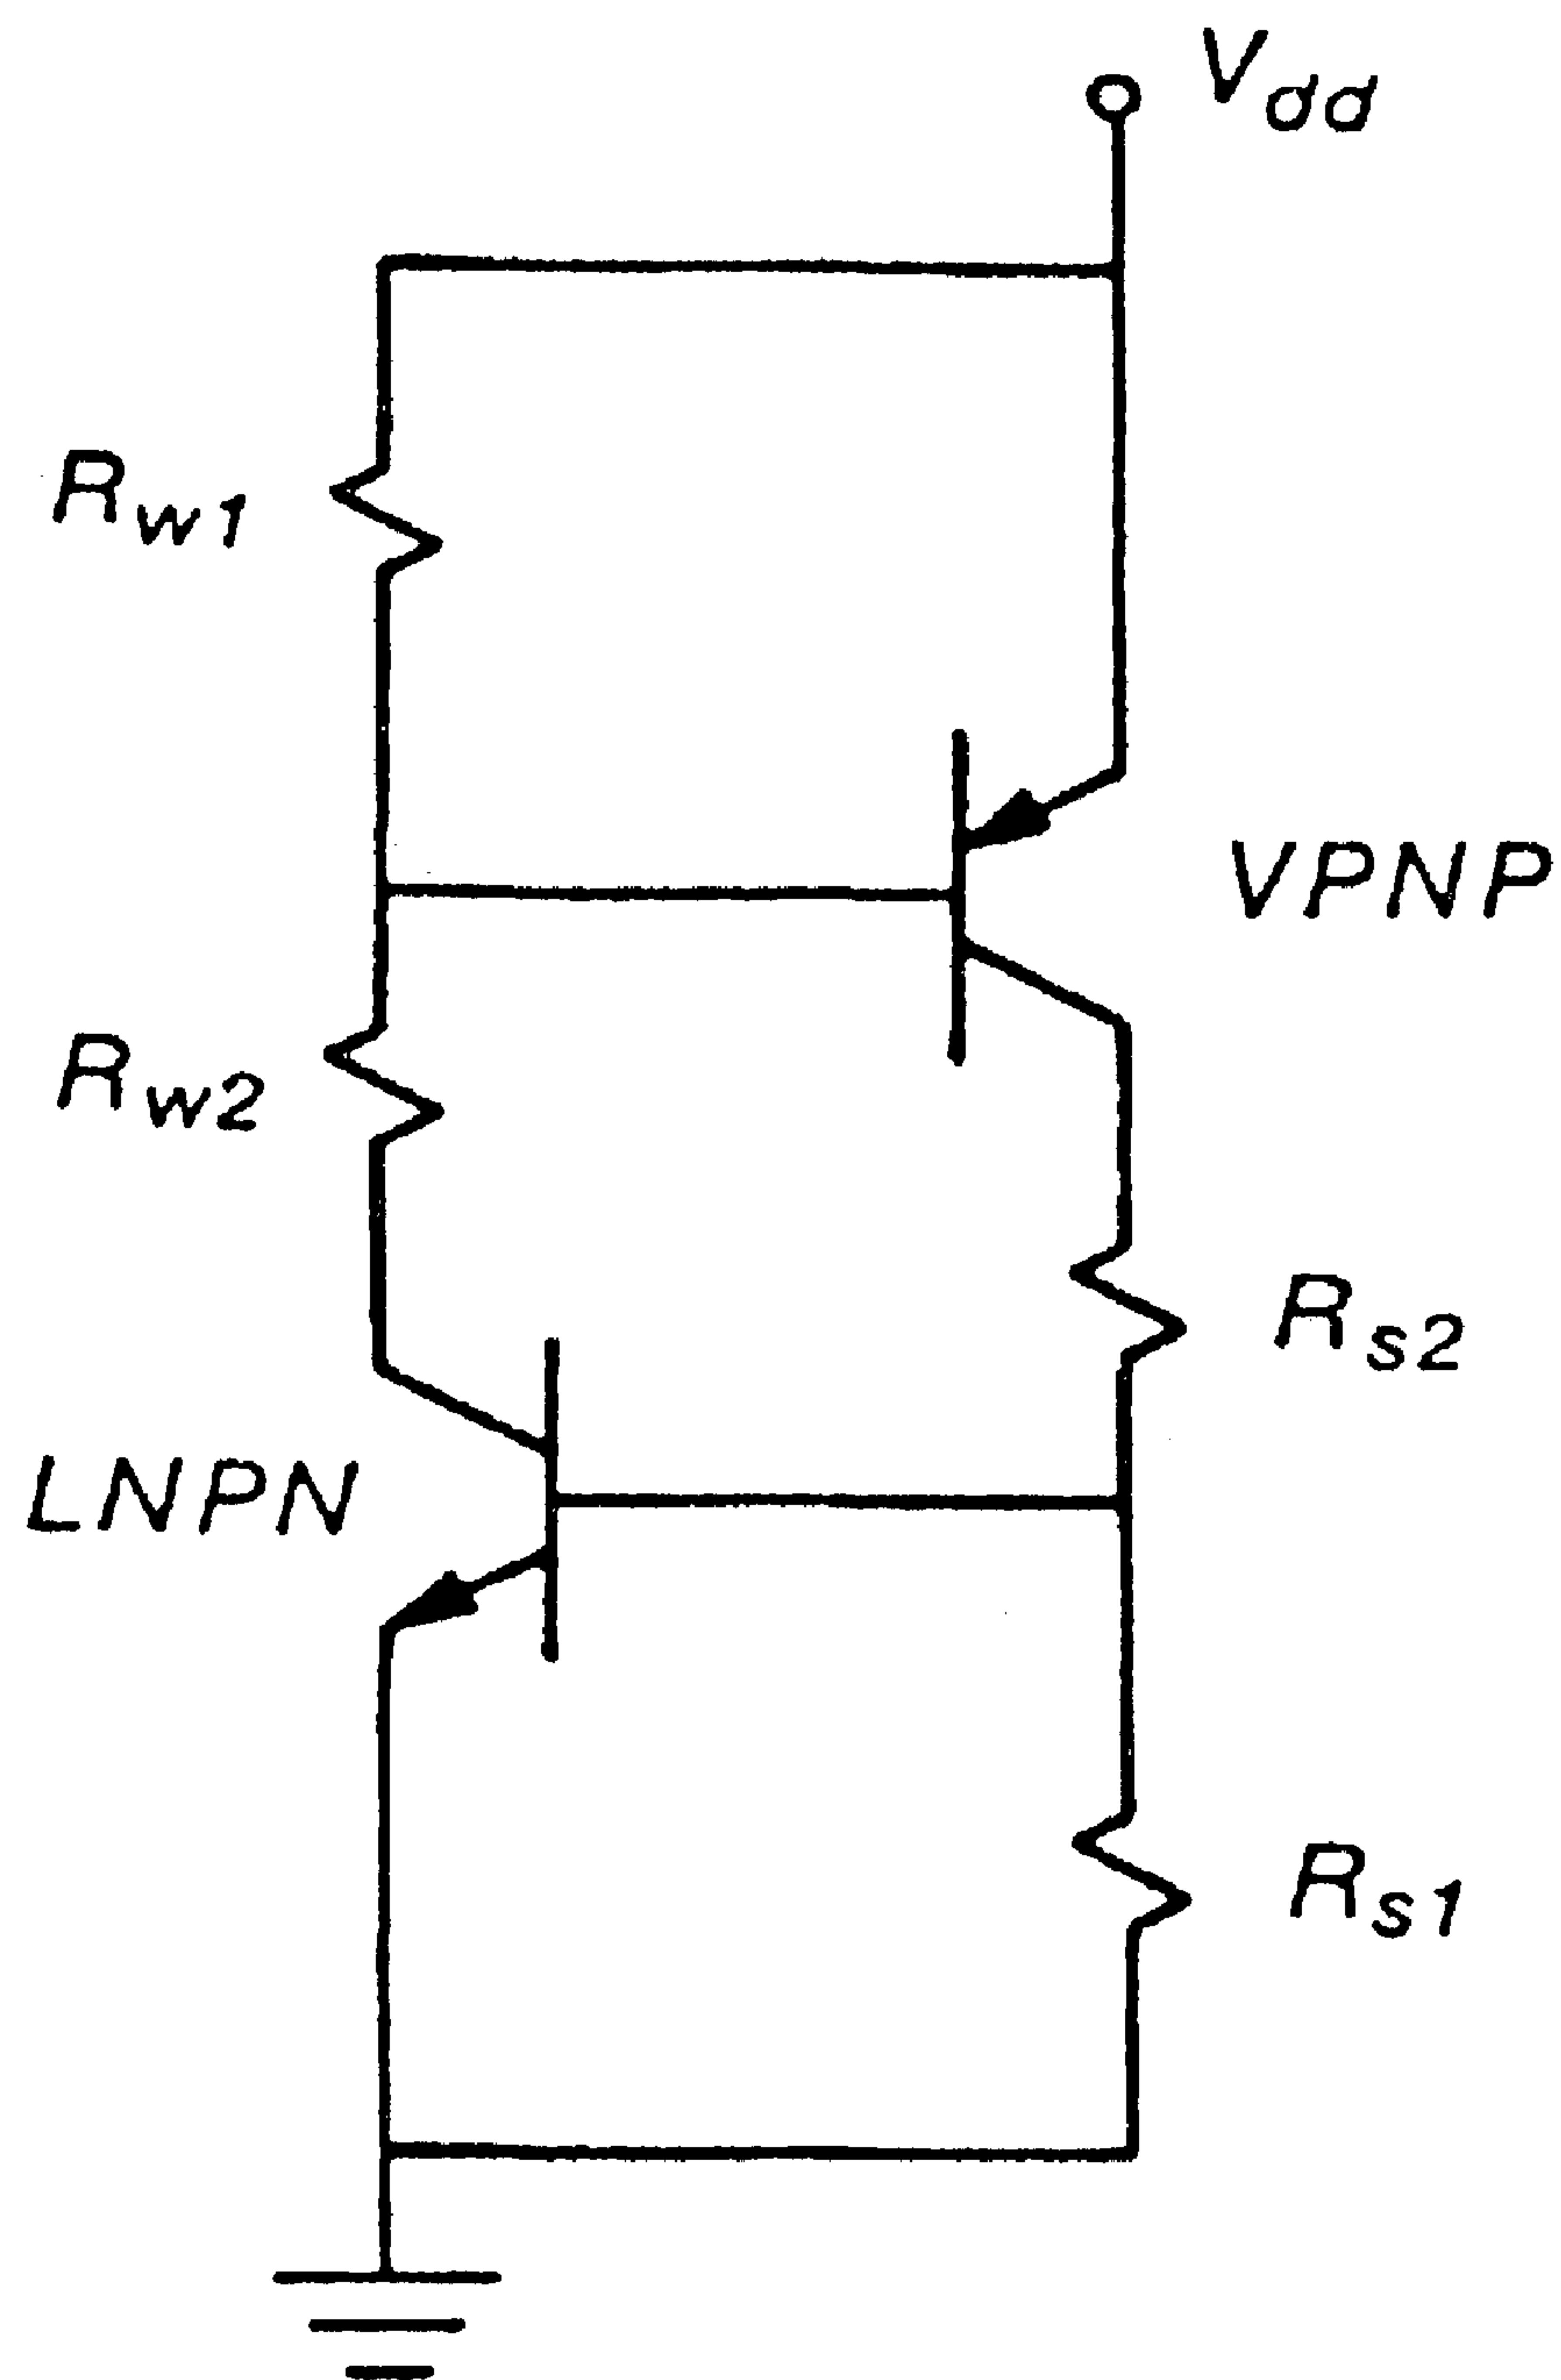 Vdd
Rw1
VPNP
Rw2
Rs2
LNPN
Rs1